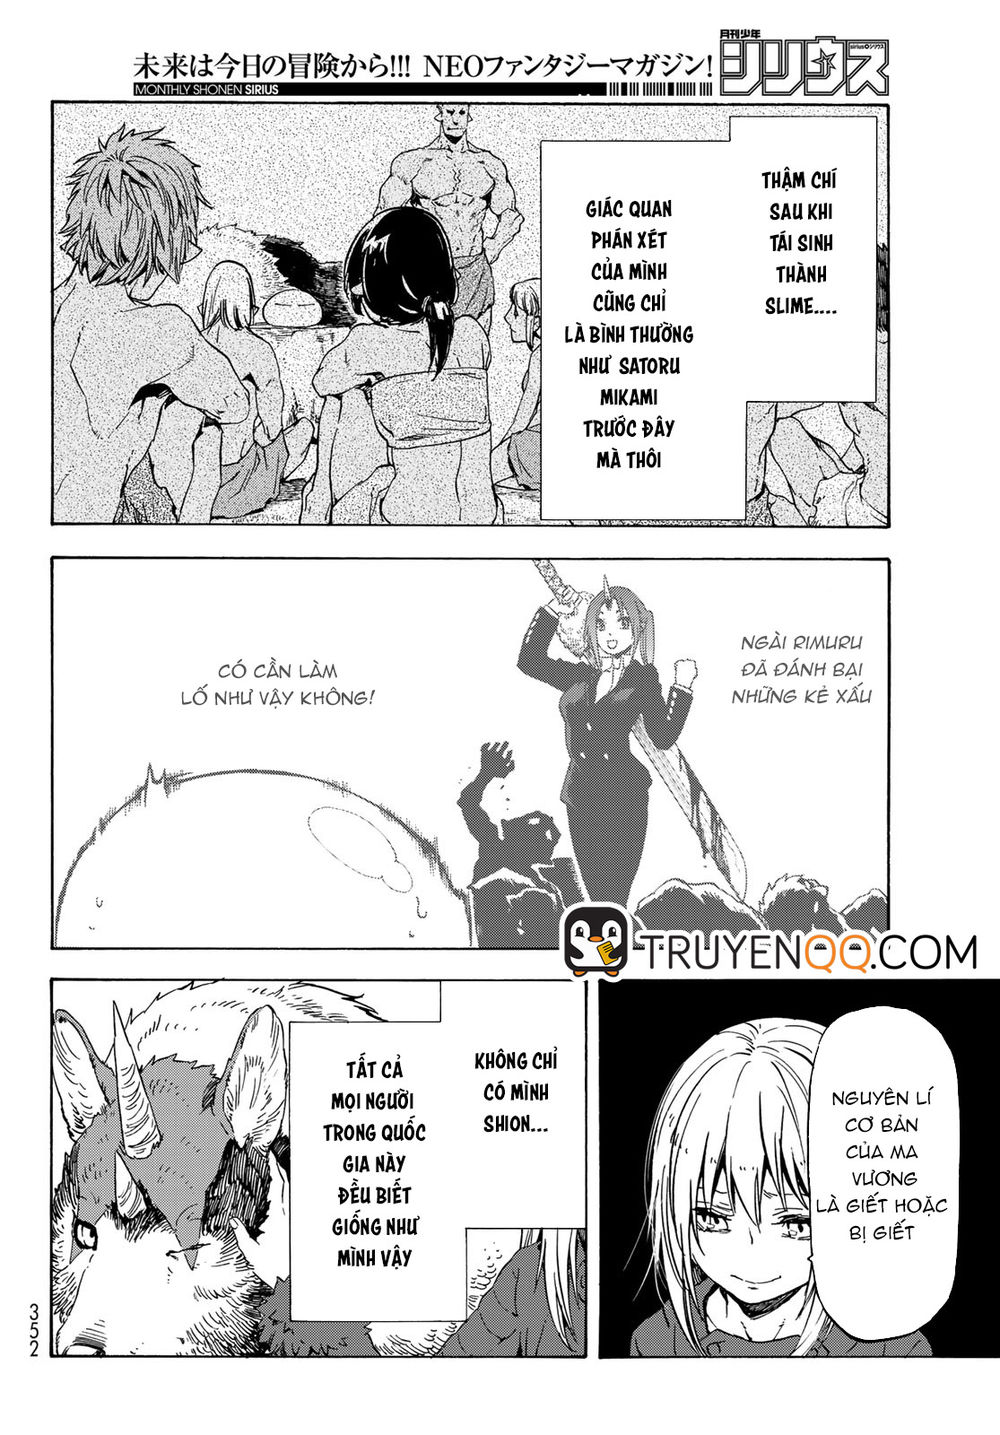 未来は今日の冒険から!!! NEOファンタジーマガジン!
月刊少年
シリウス
MONTHLY SHONEN SIRIUS
THẬM CHÍ
SAU KHI
TÁI SINH
THÀNH
SLIME....
GIÁC QUAN
PHÁN XÉT
CỦA MÌNH
CŨNG CHỈ
LÀ BÌNH THƯỜNG
NHƯ SATORU
MIKAMI
TRƯỚC ĐÂY
MÀ THÔI
NGÀI RIMURU
ĐÃ ĐÁNH BẠI
NHỮNG KẺ XẤU
CÓ CẦN LÀM
LỐ NHƯ VẬY KHÔNG!
TRUYENQQ.COM
KHÔNG CHỈ
CÓ MÌNH
SHION...
TẤT CẢ
MỌI NGƯỜI
TRONG QUỐC
GIA NÀY
ĐỀU BIẾT
GIỐNG NHƯ
MÌNH VẬY
NGUYÊN LÍ
CƠ BẢN
CỦA MA
VƯƠNG
LÀ GIẾT HOẶC
BỊ GIẾT
352